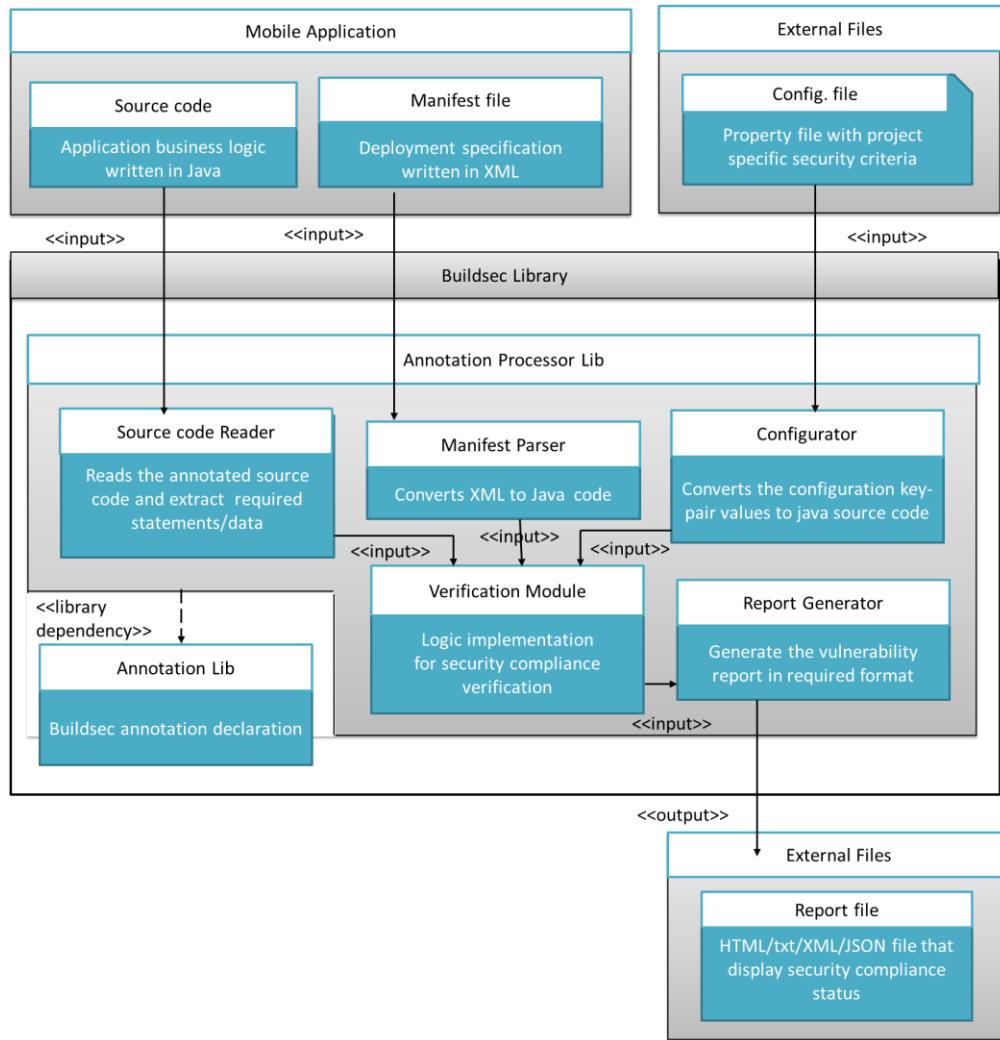 Mobile Application
External Files
Source code
Application business logic
written in Java
Manifest file
Deployment specification
written in XML
Config. file
Property file with project
specific security criteria
<<input>>
<<input>>
<<input>>
Buildsec Library
Annotation Processor Lib
Source code Reader
Reads the annotated source
code and extract required
statements/data
Manifest Parser
Converts XML to Java code
Configurator
Converts the configuration key-
pair values to java source code
<<input>>
<<input>>
<<input>>
<<library
dependency>>
Annotation Lib
Buildsec annotation declaration
Verification Module
Logic implementation
for security compliance
verification
Report Generator
Generate the vulnerability
report in required format
<<input>>
<<output>>
External Files
Report file
HTML/txt/XML/JSON file that
display security compliance
status